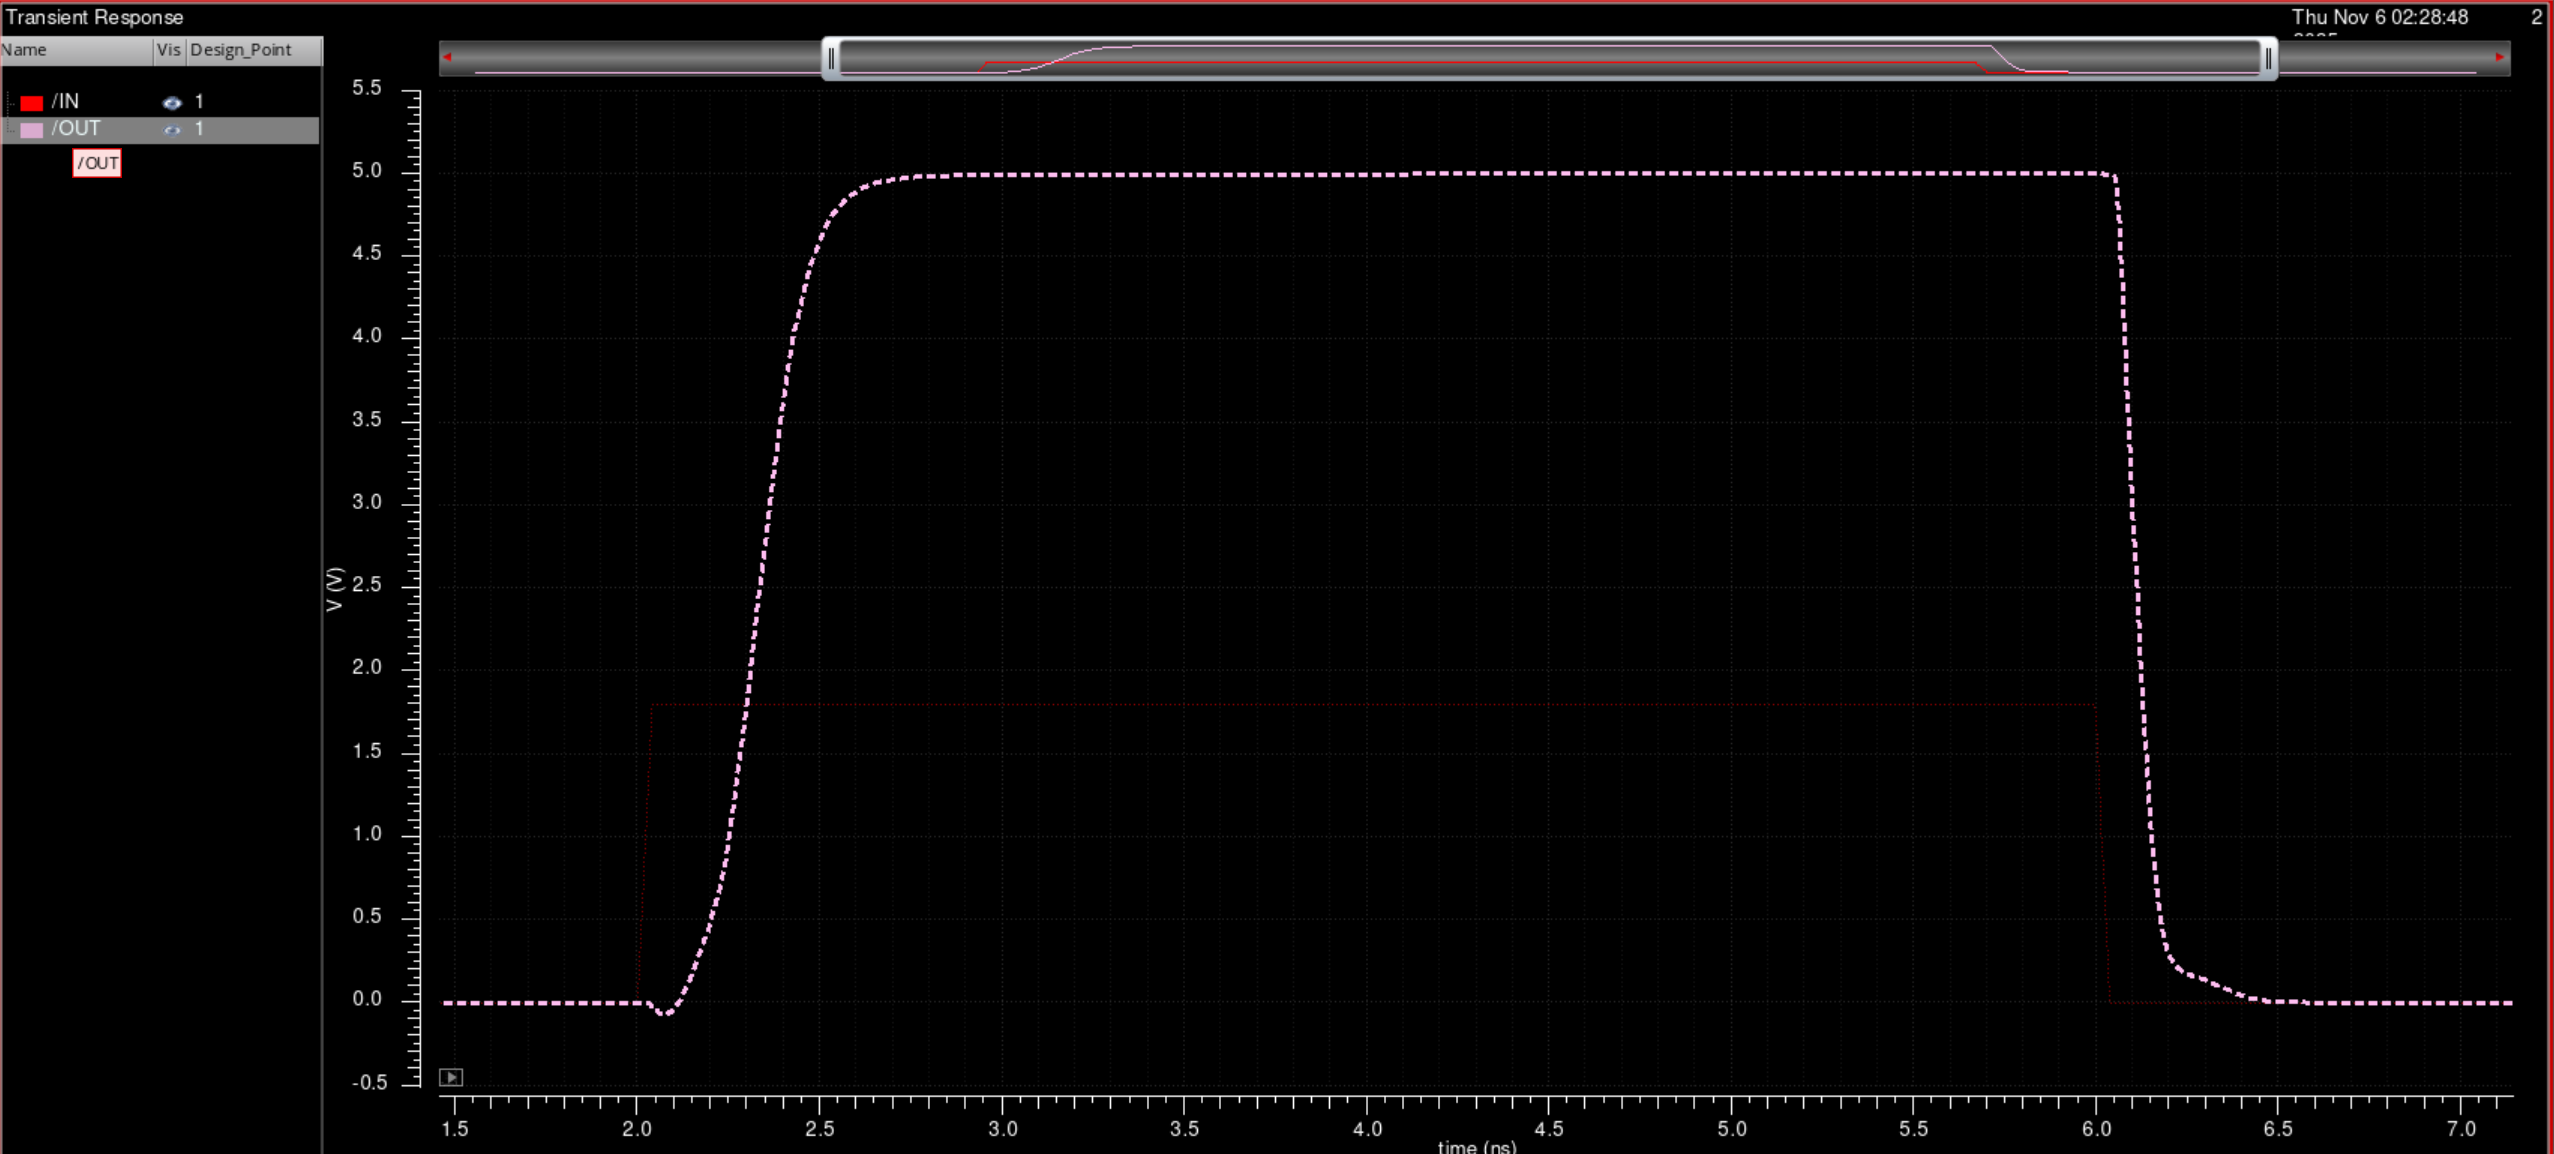 Transient Response
Thu Nov 6 02:28:48 2
Name Vis Design_Point
/IN 1
/OUT 1
/OUT
5.5
5.0
4.5
4.0
3.5
3.0
V (V)
2.5
2.0
1.5
1.0
0.5
0.0
-0.5
1.5 2.0 2.5 3.0 3.5 4.0 4.5 5.0 5.5 6.0 6.5 7.0
time (ns)